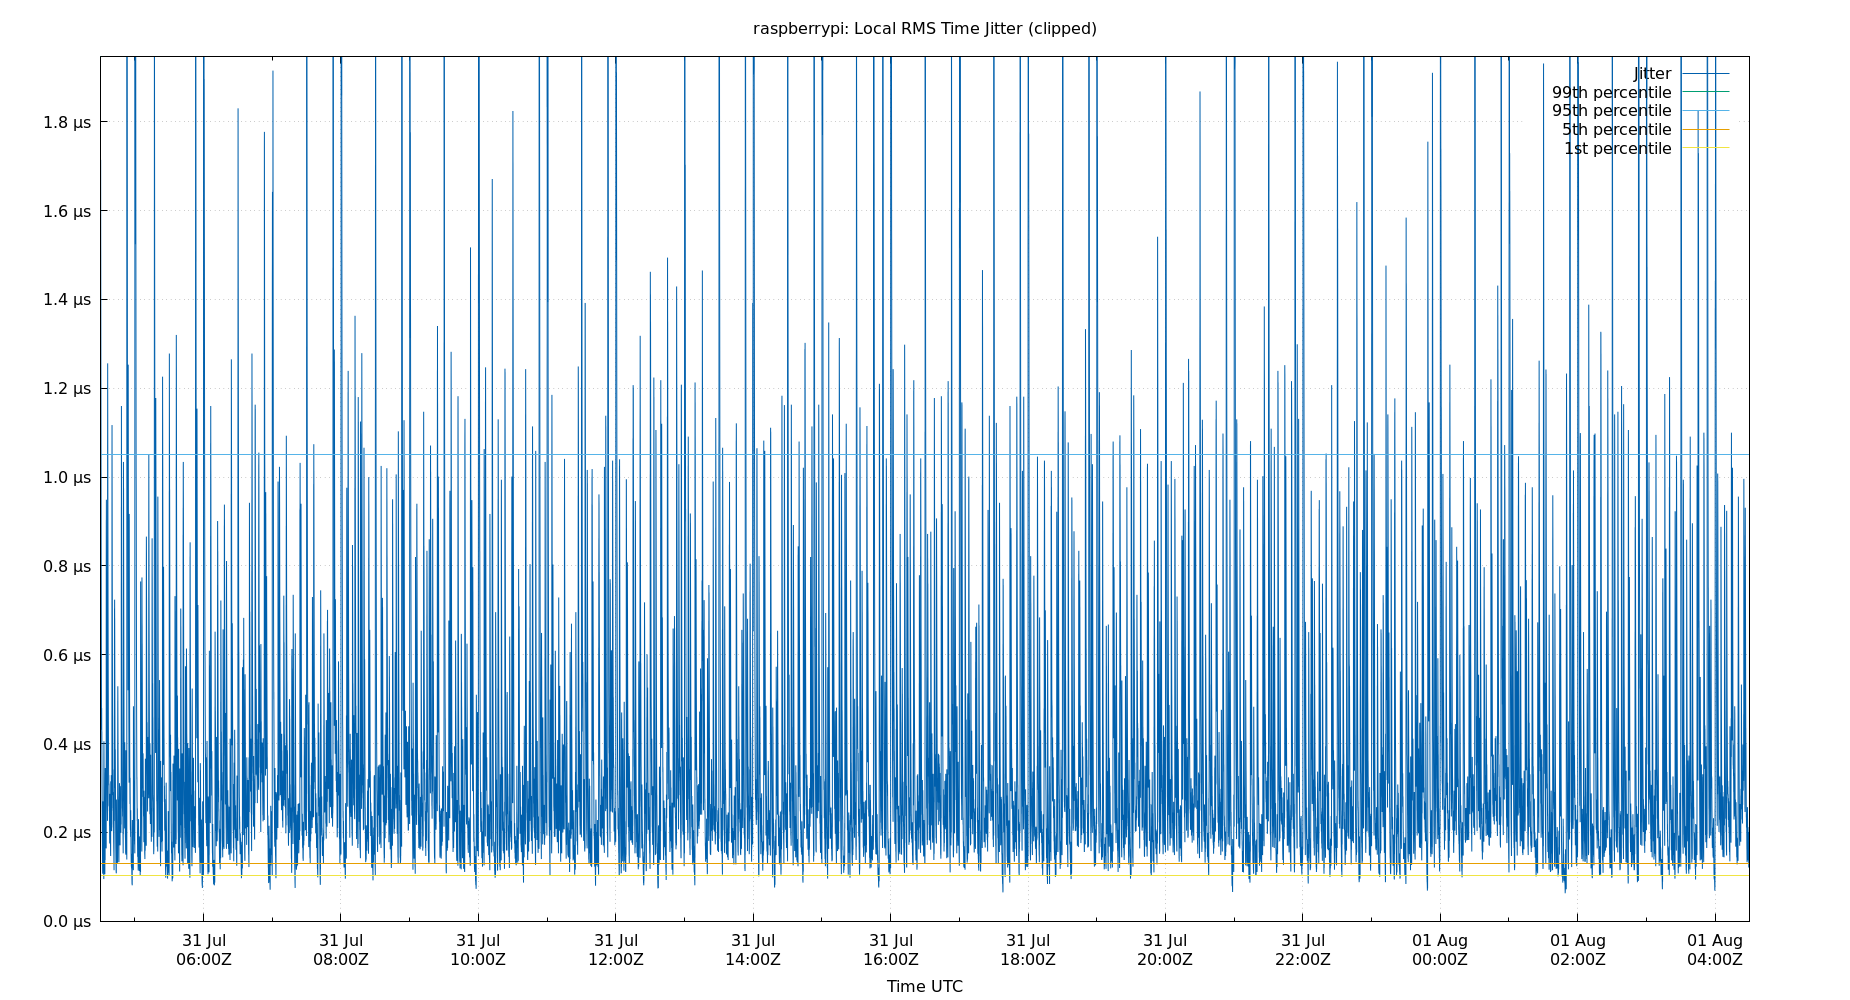 raspberrypi: Local RMS Time Jitter (clipped)
Jitter
99th percentile
95th percentile
5th percentile
1st percentile
1.8 µs
1.6 µs
1.4 µs
1.2 µs
1.0 µs
0.8 µs
0.6 µs
0.4 µs
0.2 µs
0.0 µs
31 Jul 31 Jul 31 Jul 31 Jul 31 Jul 31 Jul 31 Jul 31 Jul 31 Jul 01 Aug 01 Aug 01 Aug
06:00Z 08:00Z 10:00Z 12:00Z 14:00Z 16:00Z 18:00Z 20:00Z 22:00Z 00:00Z 02:00Z 04:00Z
Time UTC